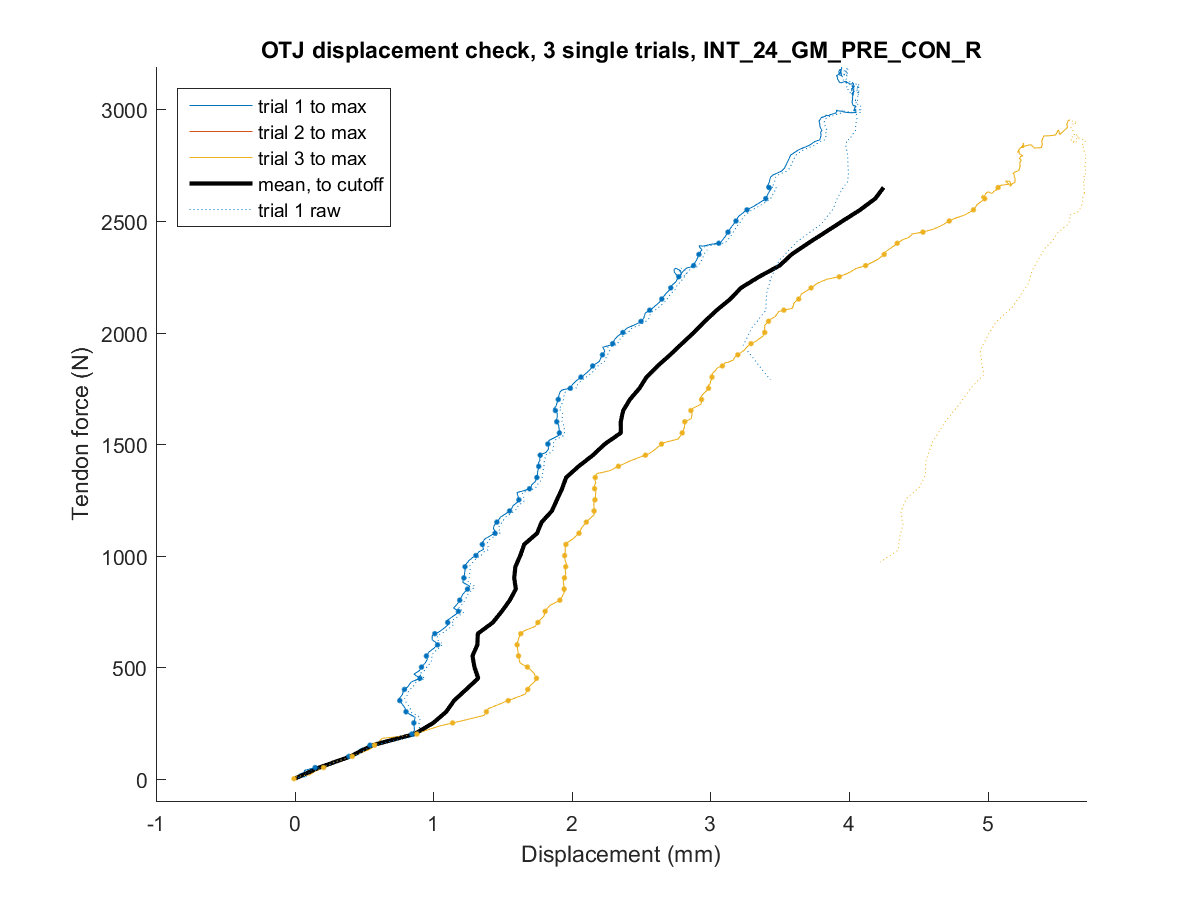 OTJ displacement check, 3 single trials, INT_24_GM_PRE_CON_R
trial 1 to max
trial 2 to max
trial 3 to max
mean, to cutoff
trial 1 raw
3000
2500
2000
1500
1000
500
0
Tendon force (N)
-1 0 1 2 3 4 5
Displacement (mm)